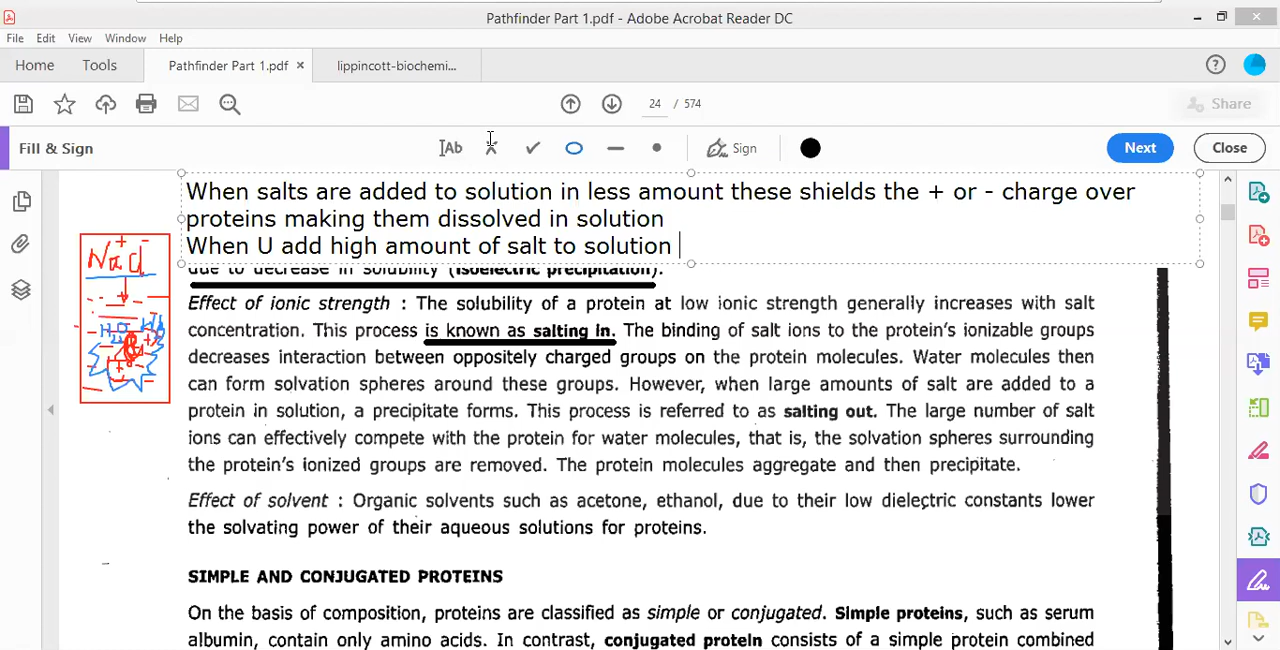 Pathfinder Part 1.pdf - Adobe Acrobat Reader DC
File Edit View Window Help
Home Tools Pathfinder Part 1.pdf × lippincott-biochemi...
24 / 574
Share
Fill & Sign
IAb
Sign
Next
Close
When salts are added to solution in less amount these shields the + or - charge over
proteins making them dissolved in solution
When U add high amount of salt to solution
due to decrease in solubility (isoelectric precipitation).
Effect of ionic strength : The solubility of a protein at low ionic strength generally increases with salt
concentration. This process is known as salting in. The binding of salt ions to the protein's ionizable groups
decreases interaction between oppositely charged groups on the protein molecules. Water molecules then
can form solvation spheres around these groups. However, when large amounts of salt are added to a
protein in solution, a precipitate forms. This process is referred to as salting out. The large number of salt
ions can effectively compete with the protein for water molecules, that is, the solvation spheres surrounding
the protein's ionized groups are removed. The protein molecules aggregate and then precipitate.
Effect of solvent : Organic solvents such as acetone, ethanol, due to their low dielectric constants lower
the solvating power of their aqueous solutions for proteins.
SIMPLE AND CONJUGATED PROTEINS
On the basis of composition, proteins are classified as simple or conjugated. Simple proteins, such as serum
albumin, contain only amino acids. In contrast, conjugated protein consists of a simple protein combined